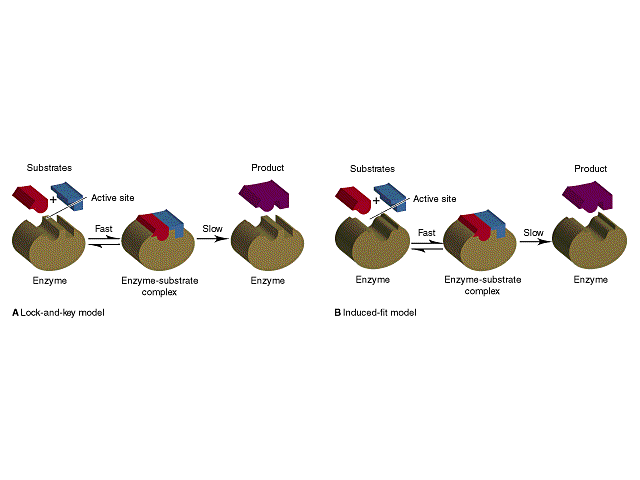 Substrates
Product
+
Active site
Fast
Slow
Enzyme
Enzyme-substrate
complex
Enzyme
A Lock-and-key model
Substrates
Product
+
Active site
Fast
Slow
Enzyme
Enzyme-substrate
complex
Enzyme
B Induced-fit model